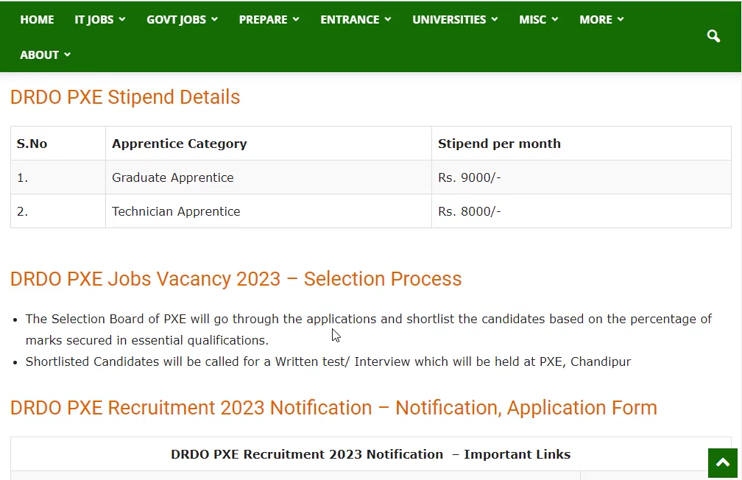 HOME IT JOBS GOVT JOBS PREPARE ENTRANCE UNIVERSITIES MISC MORE
ABOUT
DRDO PXE Stipend Details
S.No Apprentice Category Stipend per month
1. Graduate Apprentice Rs. 9000/-
2. Technician Apprentice Rs. 8000/-
DRDO PXE Jobs Vacancy 2023 – Selection Process
• The Selection Board of PXE will go through the applications and shortlist the candidates based on the percentage of
marks secured in essential qualifications.
• Shortlisted Candidates will be called for a Written test/ Interview which will be held at PXE, Chandipur
DRDO PXE Recruitment 2023 Notification – Notification, Application Form
DRDO PXE Recruitment 2023 Notification – Important Links